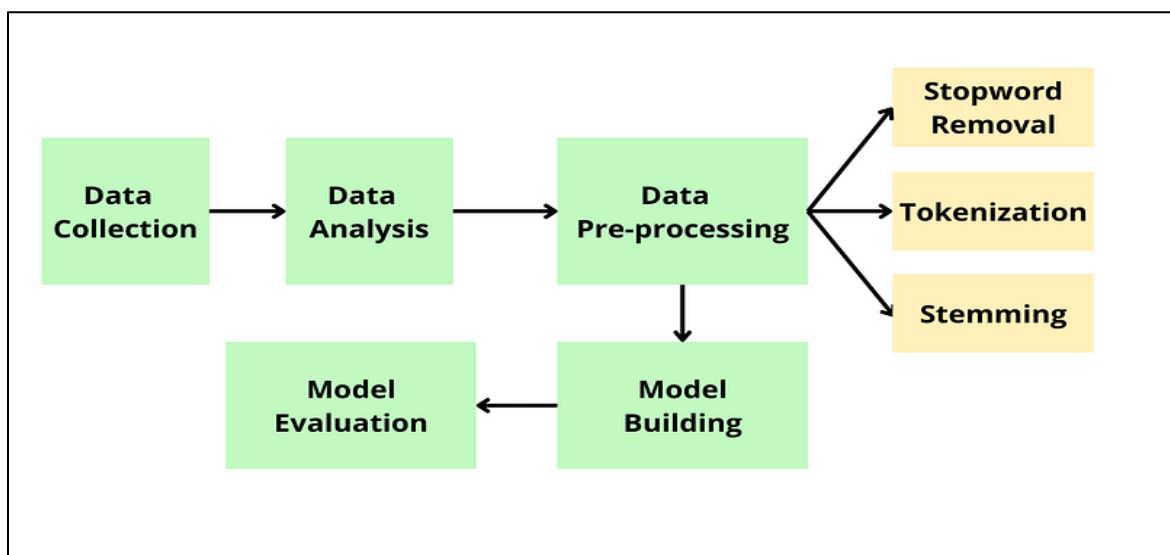 Data
Collection
Data
Analysis
Data
Pre-processing
Stopword
Removal
Tokenization
Stemming
Model
Building
Model
Evaluation